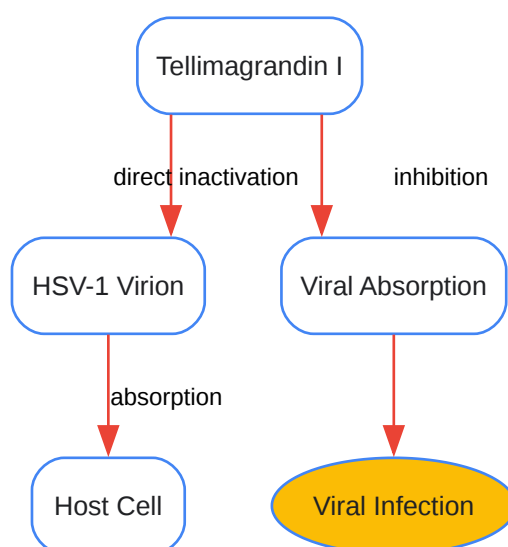 Tellimagrandin I
direct inactivation
inhibition
HSV-1 Virion
Viral Absorption
absorption
Host Cell
Viral Infection